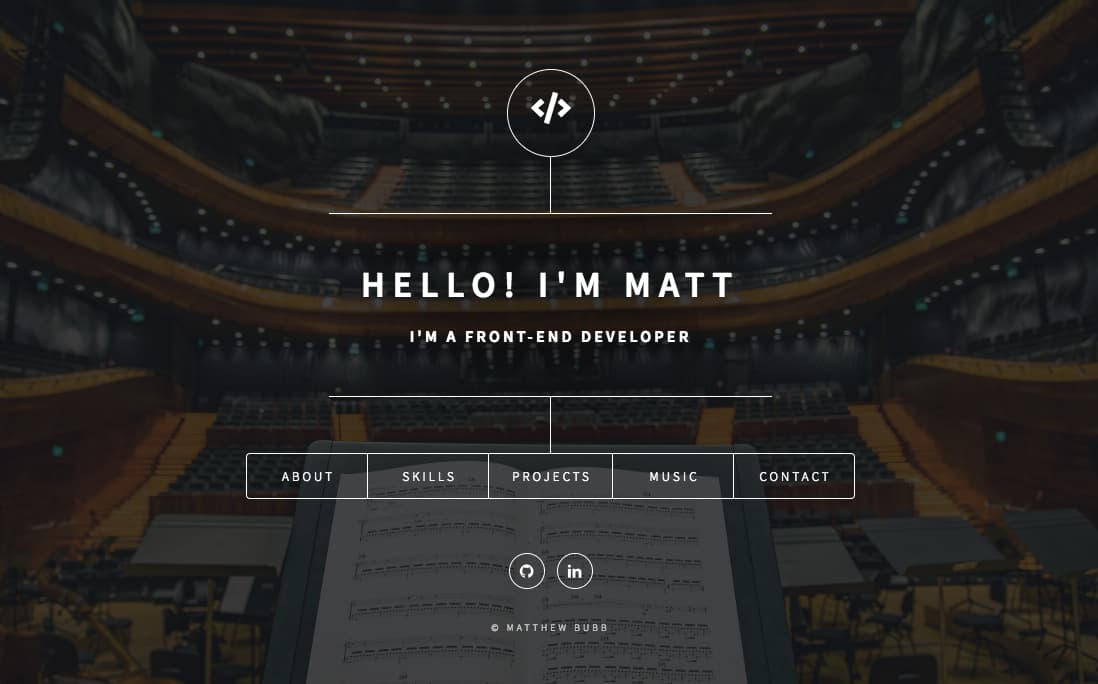 </>
HELLO! I'M MATT
I'M A FRONT-END DEVELOPER
ABOUT SKILLS PROJECTS MUSIC CONTACT
in
© MATTHEW BUBB